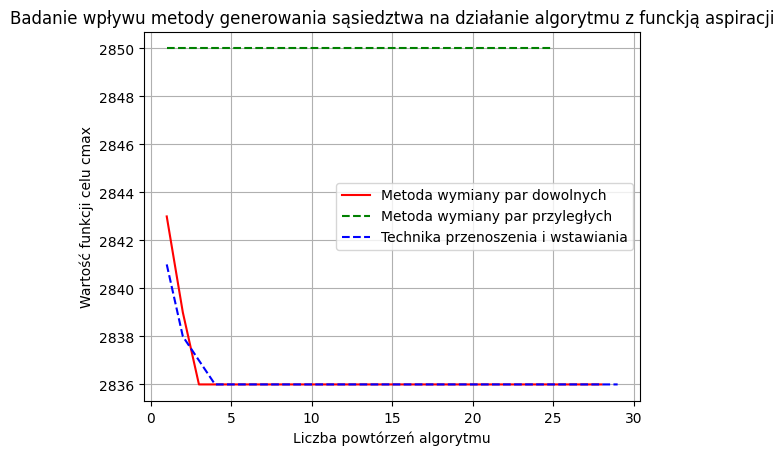 Badanie wpływu metody generowania sąsiedztwa na działanie algorytmu z funckją aspiracji
2850
2848
2846
2844
2842
2840
2838
2836
Wartość funkcji celu cmax
Metoda wymiany par dowolnych
Metoda wymiany par przyległych
Technika przenoszenia i wstawiania
0
5
10
15
20
25
30
Liczba powtórzeń algorytmu